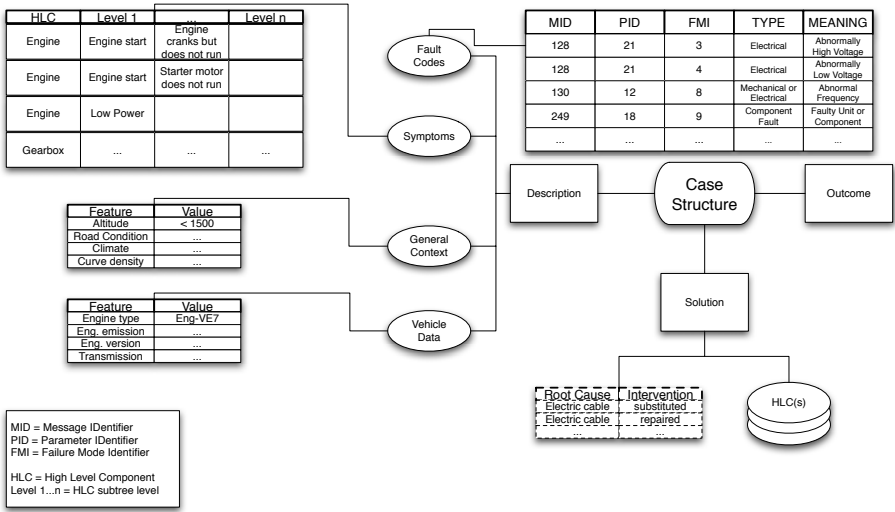 HLC Level 1 ... Level n
Engine Engine start Engine cranks but does not run
Engine Engine start Starter motor does not run
Engine Low Power
Gearbox ... ... ...
Fault
Codes
Symptoms
General
Context
Vehicle
Data
MID PID FMI TYPE MEANING
128 21 3 Electrical Abnormally High Voltage
128 21 4 Electrical Abnormally Low Voltage
130 12 8 Mechanical or Electrical Abnormal Frequency
249 18 9 Component Fault Faulty Unit or Component
... ... ... ... ...
Description
Case
Structure
Outcome
Solution
Feature Value
Altitude < 1500
Road Condition ...
Climate ...
Curve density ...
Feature Value
Engine type Eng-VE7
Eng. emission ...
Eng. version ...
Transmission ...
Root Cause Intervention
Electric cable substituted
Electric cable repaired
... ...
HLC(s)
MID = Message IDentifier
PID = Parameter IDentifier
FMI = Failure Mode Identifier
HLC = High Level Component
Level 1...n = HLC subtree level